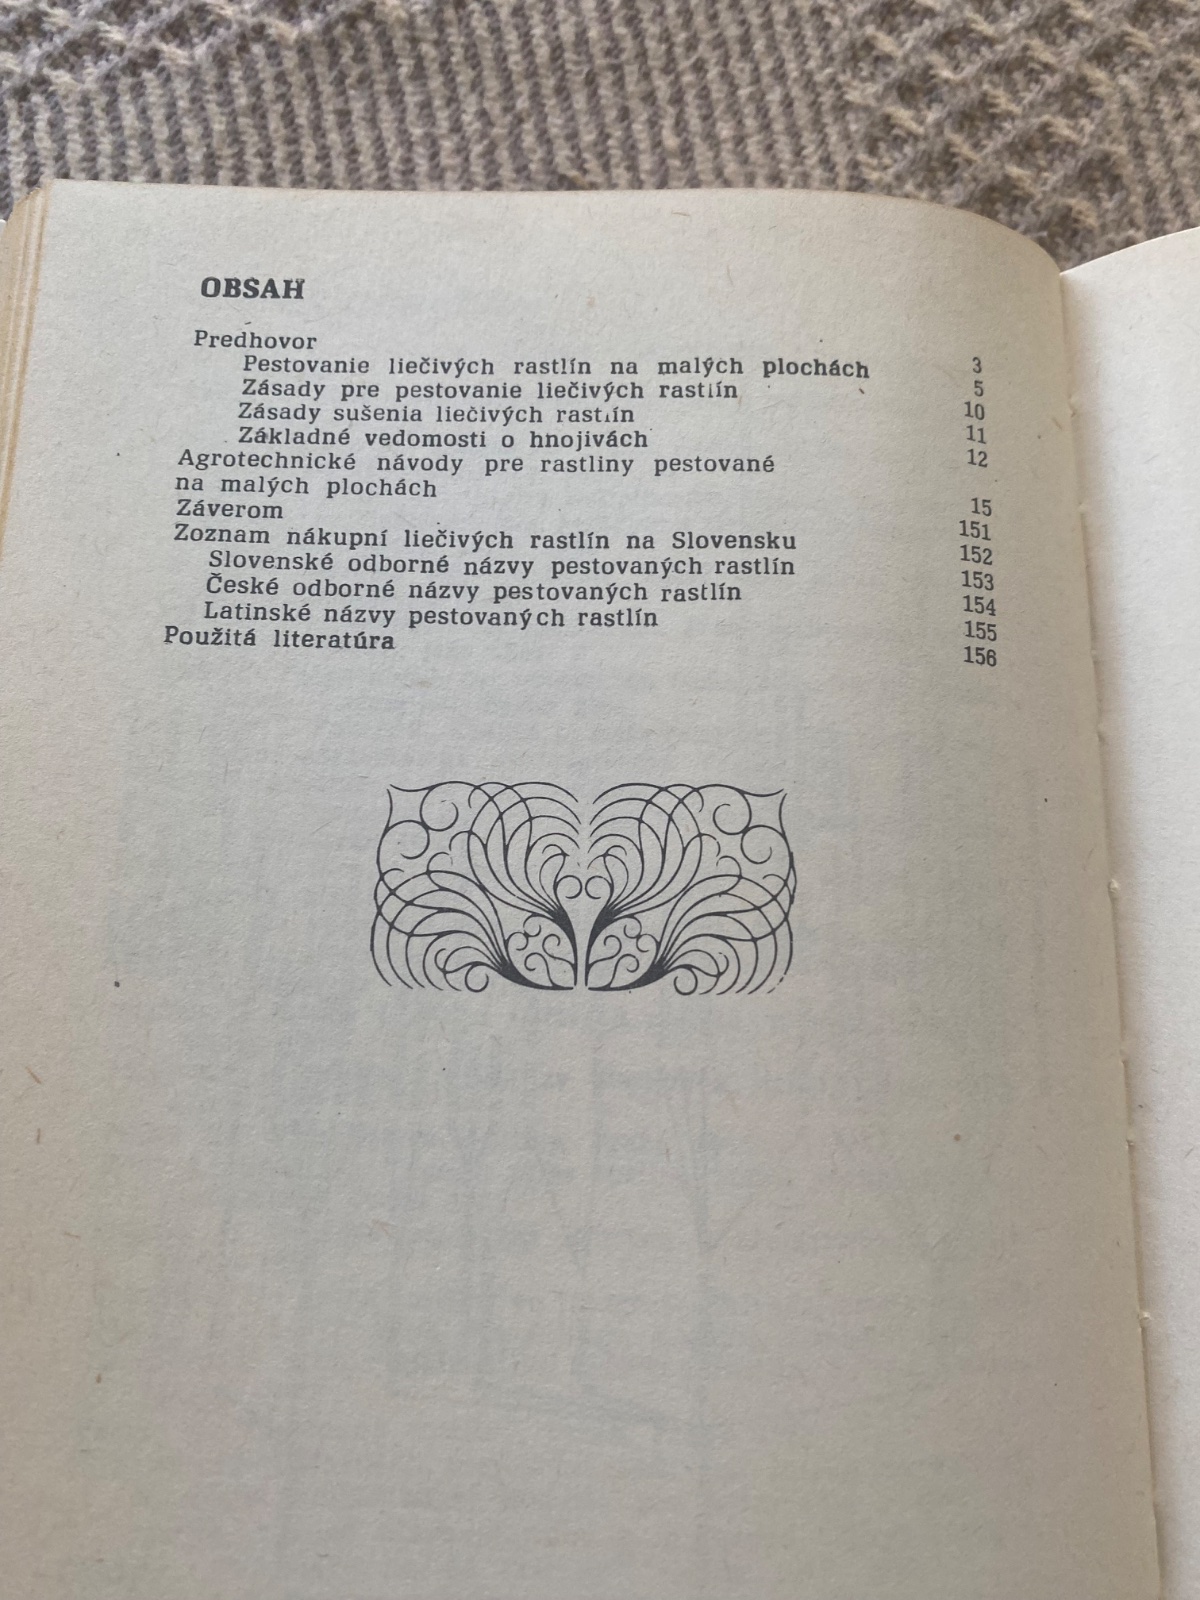 OBSAH
Predhovor 3
Pestovanie liečivých rastlín na malých plochách 5
Zásady pre pestovanie liečivých rastlín 10
Zásady sušenia liečivých rastlín 11
Základné vedomosti o hnojivách 12
Agrotechnické návody pre rastliny pestované
na malých plochách 15
Záverom 151
Zoznam nákupní liečivých rastlín na Slovensku 152
Slovenské odborné názvy pestovaných rastlín 153
České odborné názvy pestovaných rastlín 154
Latinské názvy pestovaných rastlín 155
Použitá literatúra 156